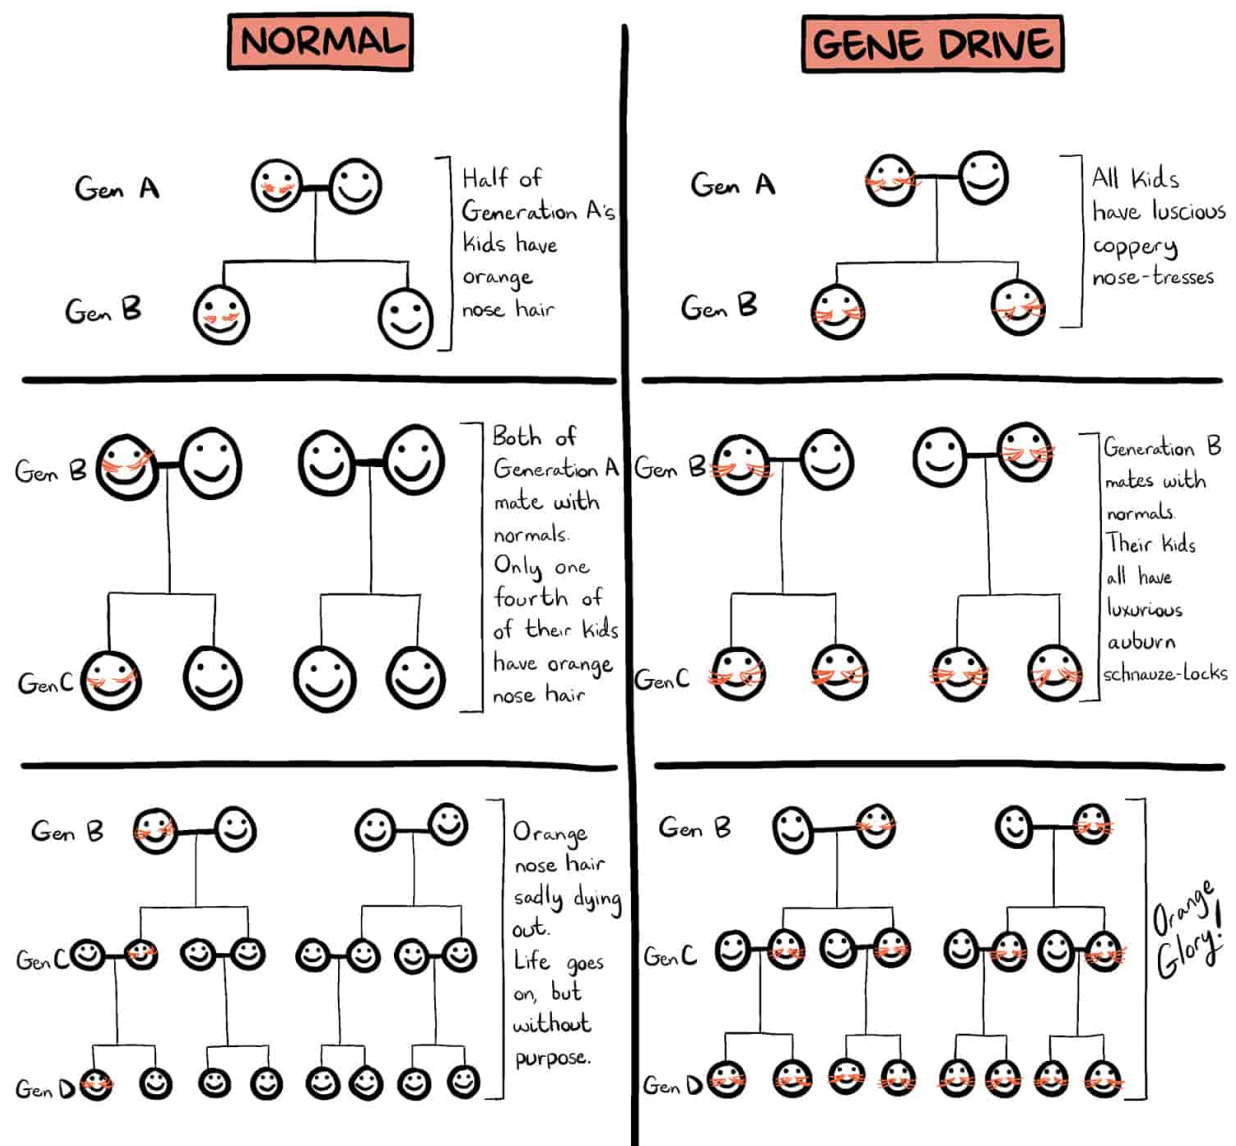 NORMAL
Gen A
Half of
Generation A's
kids have
orange
nose hair
Gen B
Gen B
Both of
Generation A
mate with
normals.
Only one
fourth of
of their kids
have orange
nose hair
Gen C
Gen B
Orange
nose hair
sadly dying
out.
Life goes
on, but
without
purpose.
Gen C
Gen D
GENE DRIVE
Gen A
All kids
have luscious
coppery
nose-tresses
Gen B
Gen B
Generation B
mates with
normals.
Their kids
all have
luxurious
auburn
schnauze-locks
Gen C
Gen B
Orange
Glory!
Gen C
Gen D